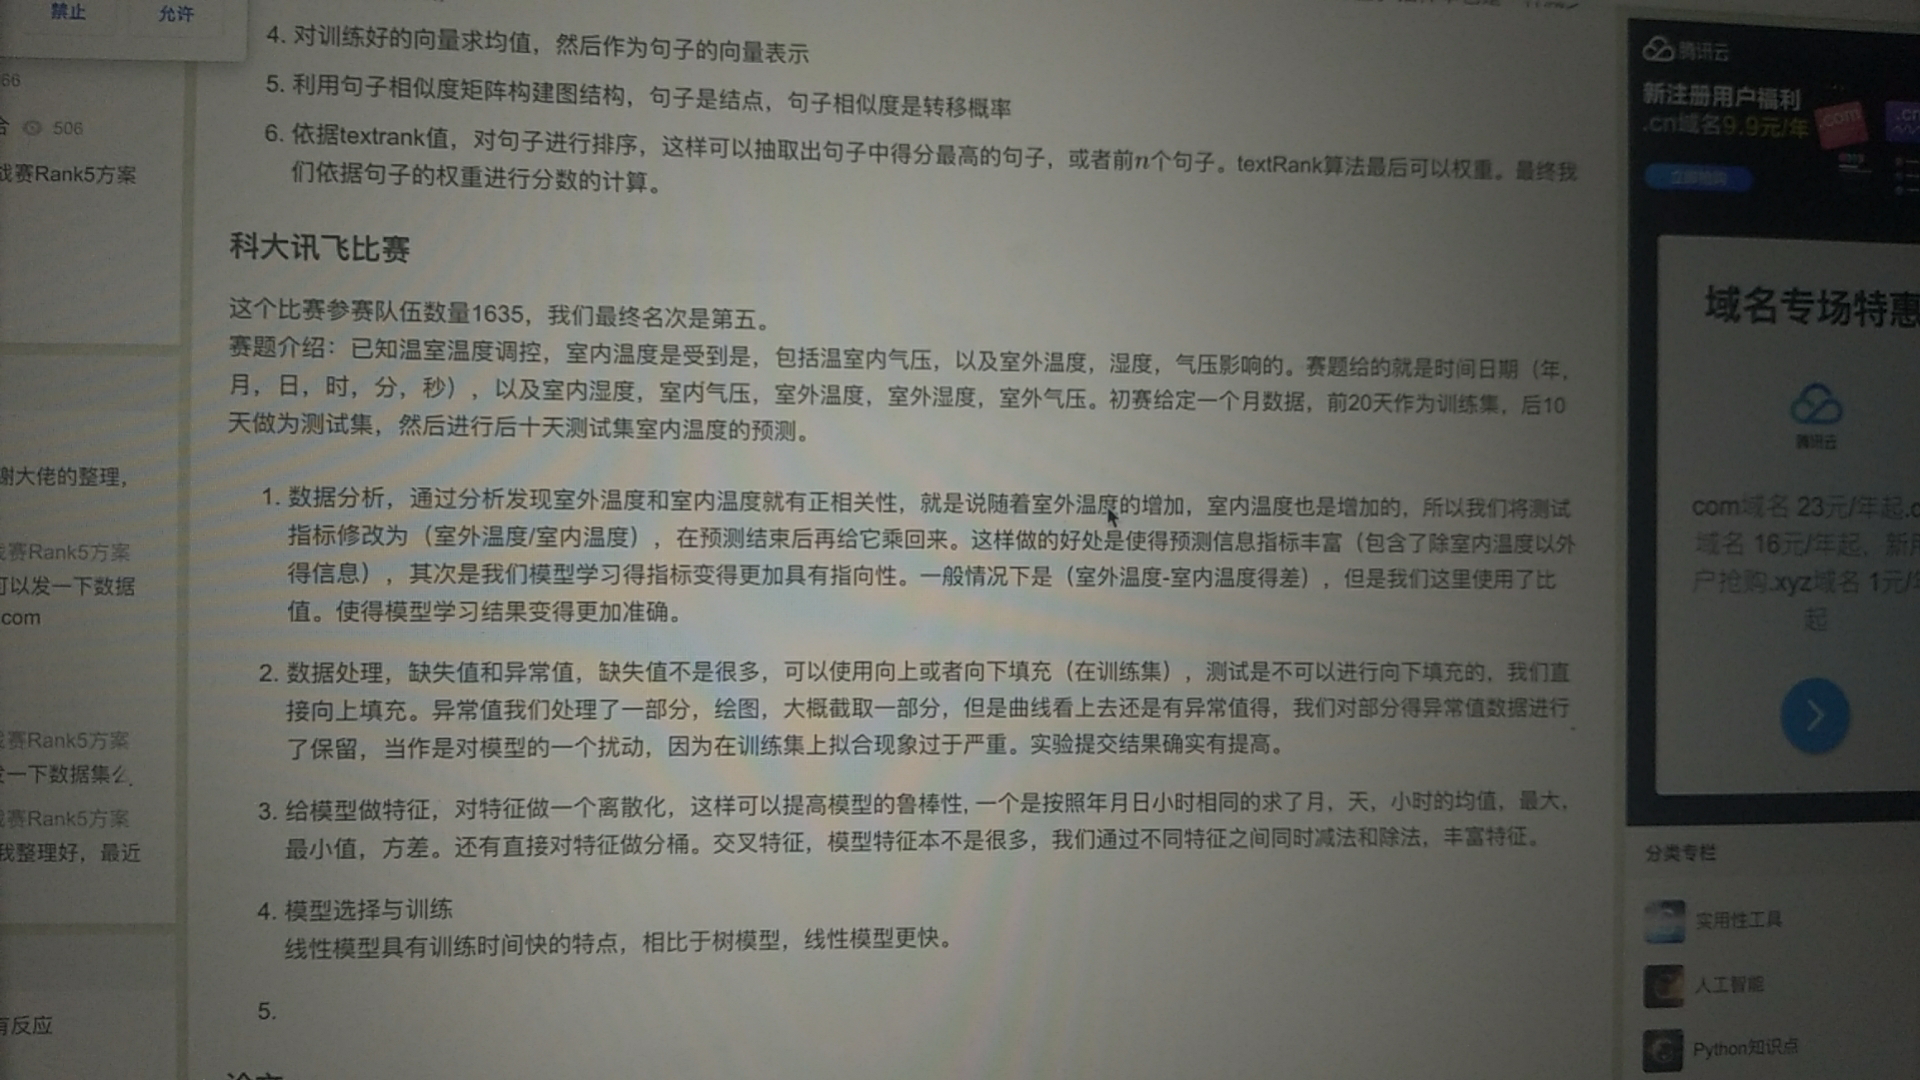 禁止 允许
4. 对训练好的向量求均值，然后作为句子的向量表示
5. 利用句子相似度矩阵构建图结构，句子是结点，句子相似度是转移概率
6. 依据textrank值，对句子进行排序，这样可以抽取出句子中得分最高的句子，或者前n个句子。textRank算法最后可以权重。最终我
们依据句子的权重进行分数的计算。
科大讯飞比赛
这个比赛参赛队伍数量1635，我们最终名次是第五。
赛题介绍：已知温室温度调控，室内温度是受到是，包括温室内气压，以及室外温度，湿度，气压影响的。赛题给的就是时间日期（年，
月，日，时，分，秒），以及室内湿度，室内气压，室外温度，室外湿度，室外气压。初赛给定一个月数据，前20天作为训练集，后10
天做为测试集，然后进行后十天测试集室内温度的预测。
1. 数据分析，通过分析发现室外温度和室内温度就有正相关性，就是说随着室外温度的增加，室内温度也是增加的，所以我们将测试
指标修改为（室外温度/室内温度），在预测结束后再给它乘回来。这样做的好处是使得预测信息指标丰富（包含了除室内温度以外
得信息），其次是我们模型学习得指标变得更加具有指向性。一般情况下是（室外温度-室内温度得差），但是我们这里使用了比
值。使得模型学习结果变得更加准确。
2. 数据处理，缺失值和异常值，缺失值不是很多，可以使用向上或者向下填充（在训练集），测试是不可以进行向下填充的，我们直
接向上填充。异常值我们处理了一部分，绘图，大概截取一部分，但是曲线看上去还是有异常值得，我们对部分得异常值数据进行
了保留，当作是对模型的一个扰动，因为在训练集上拟合现象过于严重。实验提交结果确实有提高。
3. 给模型做特征，对特征做一个离散化，这样可以提高模型的鲁棒性, 一个是按照年月日小时相同的求了月，天，小时的均值，最大，
最小值，方差。还有直接对特征做分桶。交叉特征，模型特征本不是很多，我们通过不同特征之间同时减法和除法，丰富特征。
4. 模型选择与训练
线性模型具有训练时间快的特点，相比于树模型，线性模型更快。
5.
66
506
战赛Rank5方案
谢大佬的整理，
战赛Rank5方案
可以发一下数据
com
赛Rank5方案
发一下数据集么
战赛Rank5方案
我整理好，最近
有反应
腾讯云
新注册用户福利
.cn域名9.9元/年
.com
域名专场特惠
腾讯云
com域名 23元/年起.c
域名 16元/年起，新用
户抢购.xyz域名 1元/年
起
分类专栏
实用性工具
人工智能
Python知识点